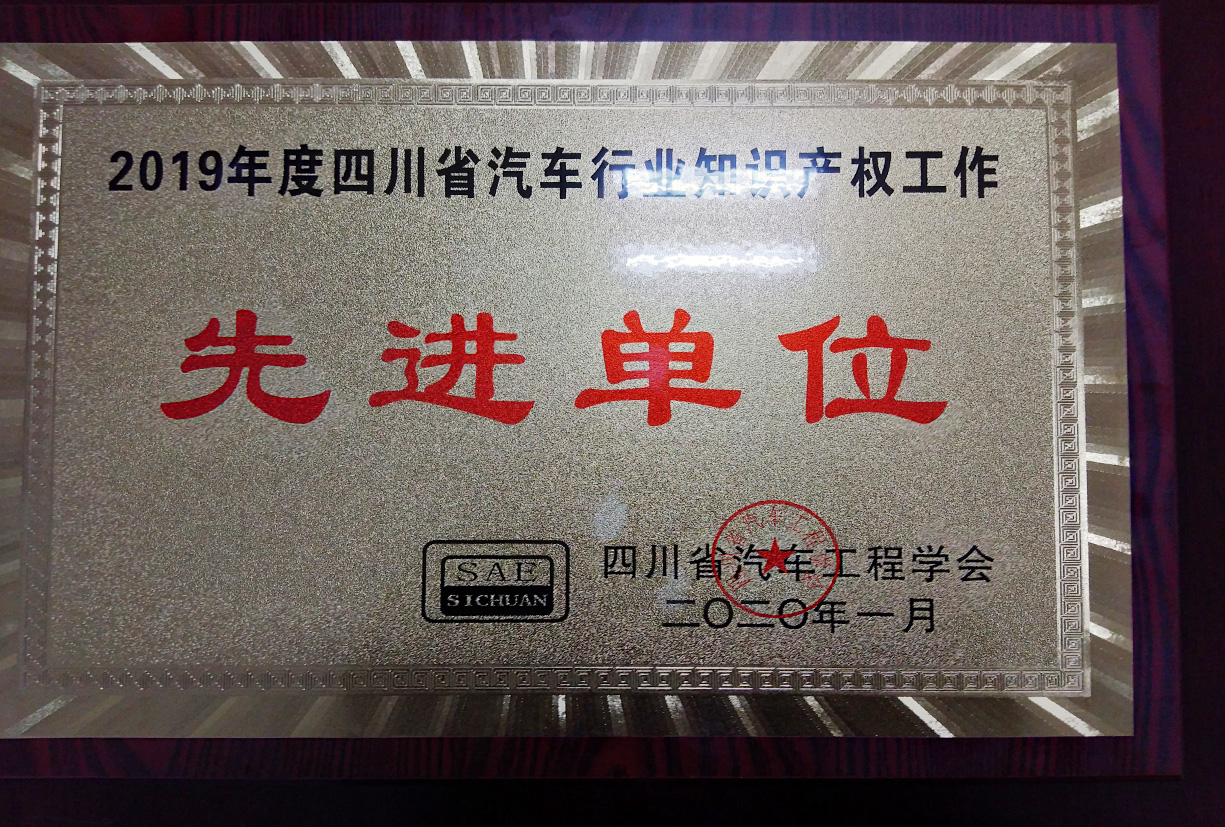 2019年度四川省汽车行业知识产权工作
先进单位
SAE
SICHUAN
四川省汽车工程学会
二〇二〇年一月